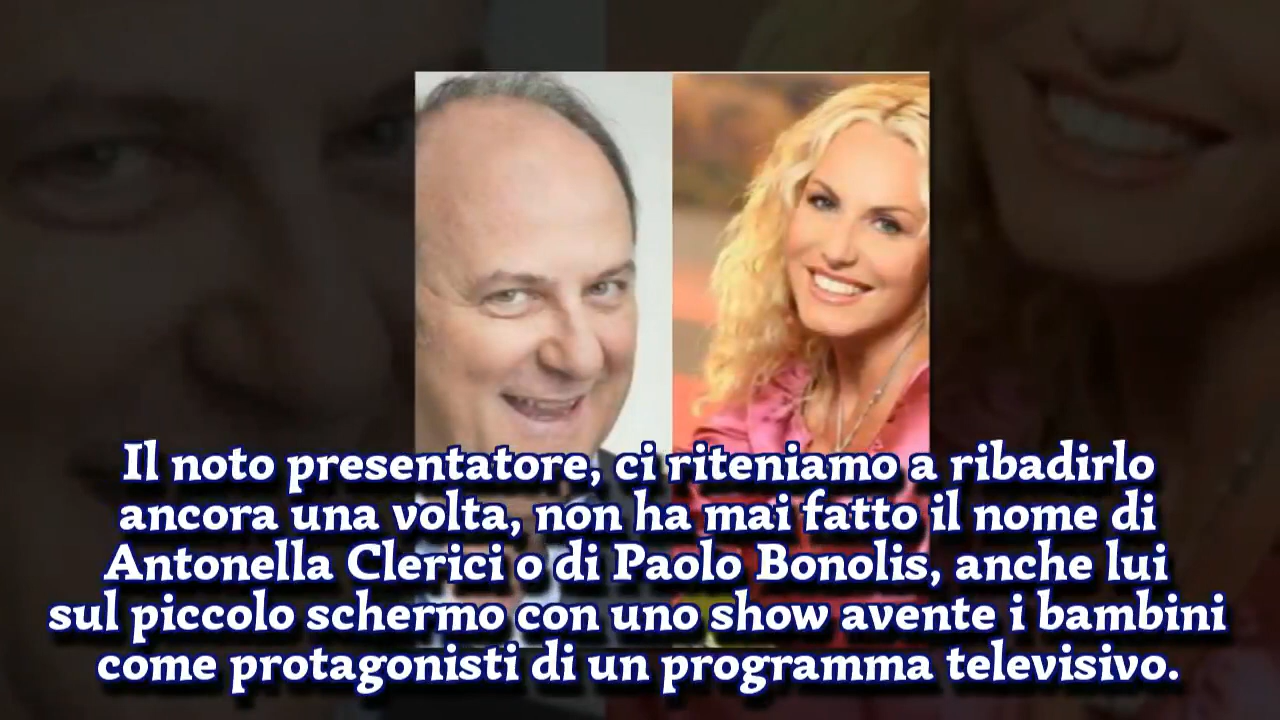 Il noto presentatore, ci riteniamo a ribadirlo
ancora una volta, non ha mai fatto il nome di
Antonella Clerici o di Paolo Bonolis, anche lui
sul piccolo schermo con uno show avente i bambini
come protagonisti di un programma televisivo.